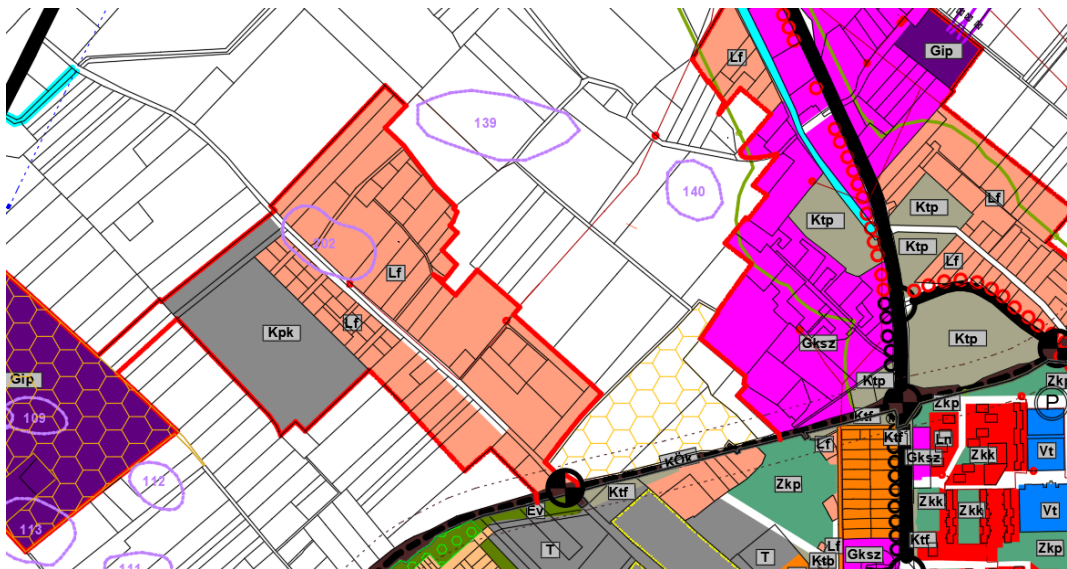 Gip
Lf
139
140
Ktp
Lf
Ktp
202
Lf
Lf
Kpk
Lf
Ktp
Gksz
Gip
Ktp
Zkp
109
Zkp
P
Ktf
Ktf
Ln
Lf
Gksz
Zkk
Vt
KÖk
112
Zkp
Ktf
Zkk
Zkk
Vt
Ev
113
Ktf
Lf
Zkp
T
T
Gksz
Ktb
111